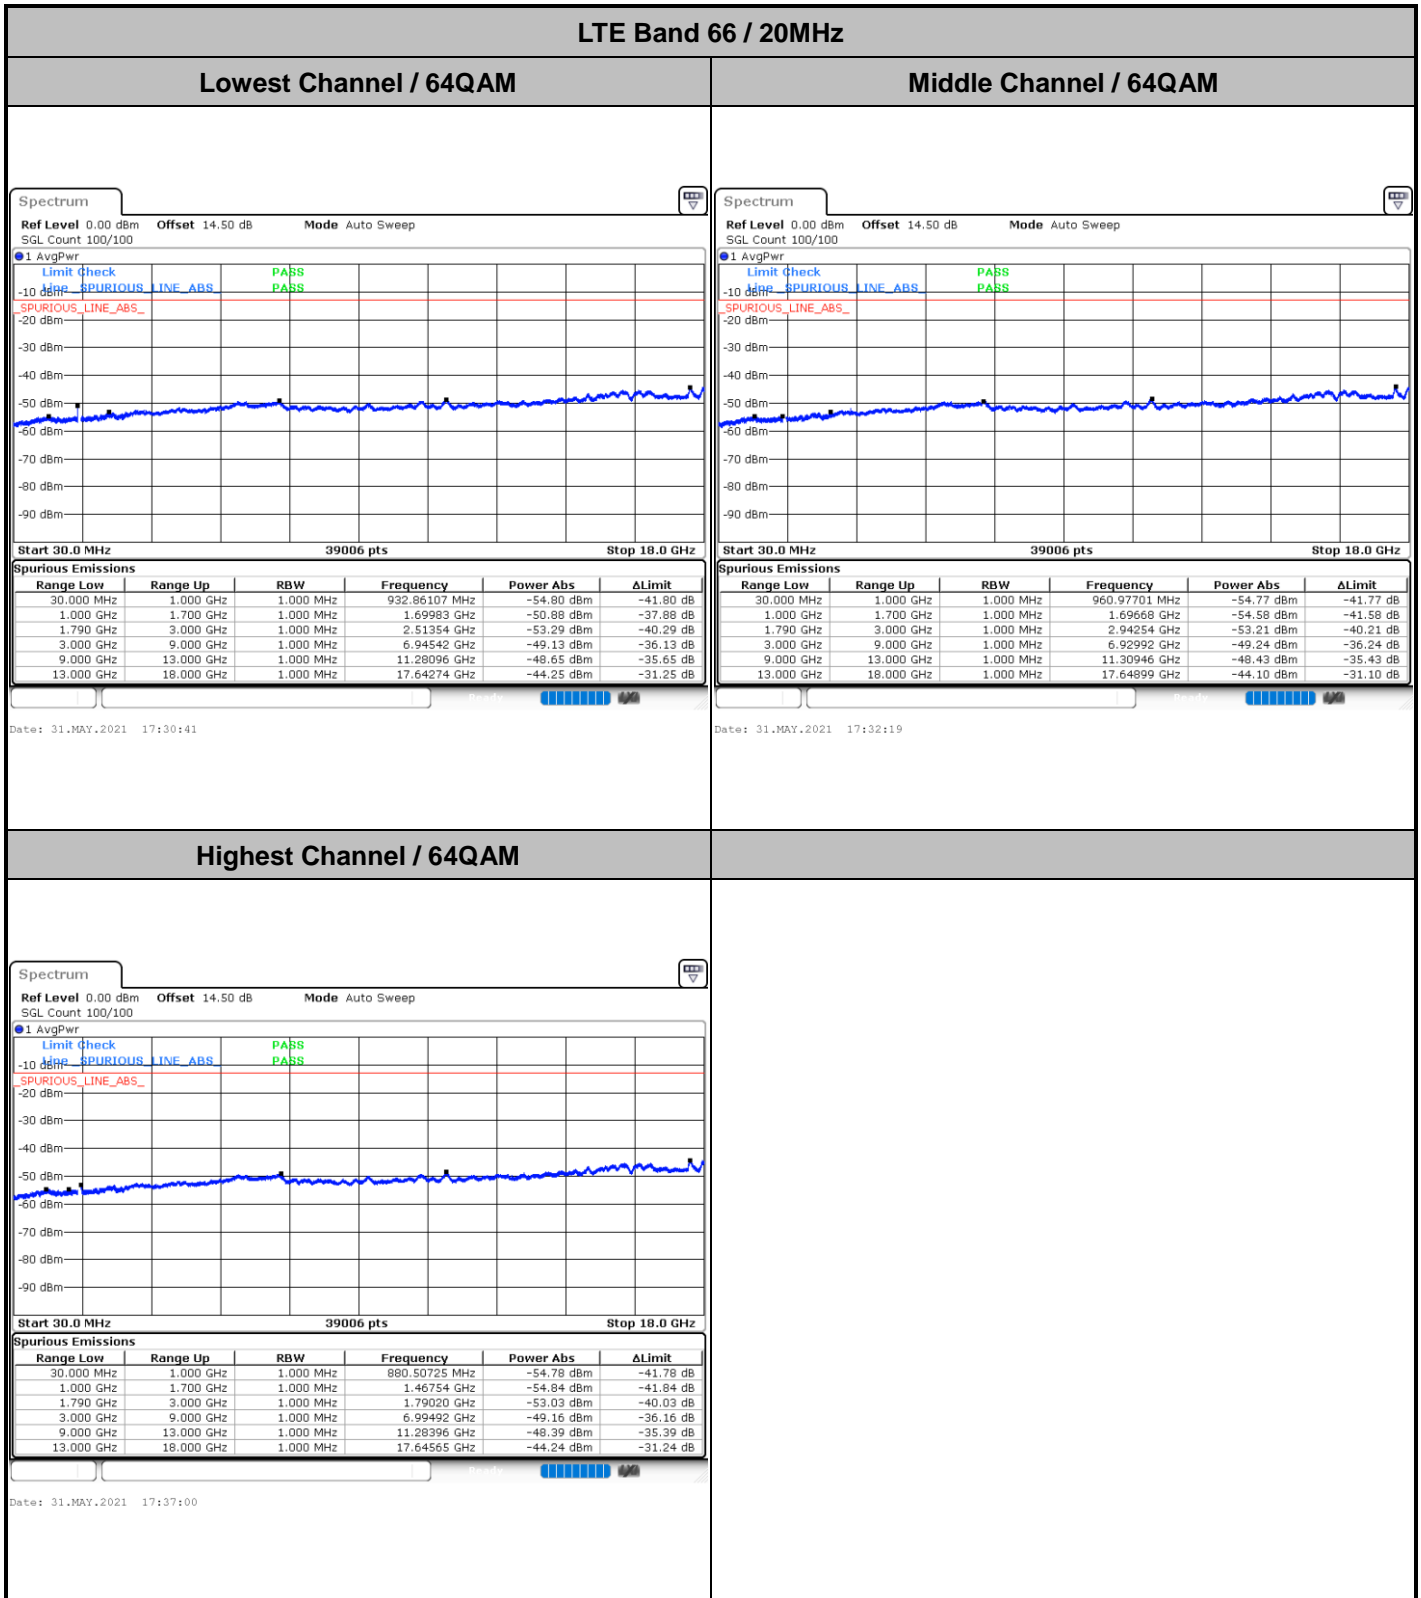 LTE Band 66 / 20MHz
Lowest Channel / 64QAM
Middle Channel / 64QAM
Spectrum
Ref Level 0.00 dBm Offset 14.50 dB Mode Auto Sweep
SGL Count 100/100
1 AvgPwr
Limit Check PASS
Line _SPURIOUS_LINE_ABS_ PASS
-10 dBm
_SPURIOUS_LINE_ABS_
-20 dBm
-30 dBm
-40 dBm
-50 dBm
-60 dBm
-70 dBm
-80 dBm
-90 dBm
Start 30.0 MHz 39006 pts Stop 18.0 GHz
Spurious Emissions
Range Low Range Up RBW Frequency Power Abs ΔLimit
30.000 MHz 1.000 GHz 1.000 MHz 932.86107 MHz -54.80 dBm -41.80 dB
1.000 GHz 1.700 GHz 1.000 MHz 1.69983 GHz -50.88 dBm -37.88 dB
1.790 GHz 3.000 GHz 1.000 MHz 2.51354 GHz -53.29 dBm -40.29 dB
3.000 GHz 9.000 GHz 1.000 MHz 6.94542 GHz -49.13 dBm -36.13 dB
9.000 GHz 13.000 GHz 1.000 MHz 11.28096 GHz -48.65 dBm -35.65 dB
13.000 GHz 18.000 GHz 1.000 MHz 17.64274 GHz -44.25 dBm -31.25 dB
Date: 31.MAY.2021 17:30:41
Spectrum
Ref Level 0.00 dBm Offset 14.50 dB Mode Auto Sweep
SGL Count 100/100
1 AvgPwr
Limit Check PASS
Line _SPURIOUS_LINE_ABS_ PASS
-10 dBm
_SPURIOUS_LINE_ABS_
-20 dBm
-30 dBm
-40 dBm
-50 dBm
-60 dBm
-70 dBm
-80 dBm
-90 dBm
Start 30.0 MHz 39006 pts Stop 18.0 GHz
Spurious Emissions
Range Low Range Up RBW Frequency Power Abs ΔLimit
30.000 MHz 1.000 GHz 1.000 MHz 960.97701 MHz -54.77 dBm -41.77 dB
1.000 GHz 1.700 GHz 1.000 MHz 1.69668 GHz -54.58 dBm -41.58 dB
1.790 GHz 3.000 GHz 1.000 MHz 2.94254 GHz -53.21 dBm -40.21 dB
3.000 GHz 9.000 GHz 1.000 MHz 6.92992 GHz -49.24 dBm -36.24 dB
9.000 GHz 13.000 GHz 1.000 MHz 11.30946 GHz -48.43 dBm -35.43 dB
13.000 GHz 18.000 GHz 1.000 MHz 17.64899 GHz -44.10 dBm -31.10 dB
Ready
Date: 31.MAY.2021 17:32:19
Highest Channel / 64QAM
Spectrum
Ref Level 0.00 dBm Offset 14.50 dB Mode Auto Sweep
SGL Count 100/100
1 AvgPwr
Limit Check PASS
Line _SPURIOUS_LINE_ABS_ PASS
-10 dBm
_SPURIOUS_LINE_ABS_
-20 dBm
-30 dBm
-40 dBm
-50 dBm
-60 dBm
-70 dBm
-80 dBm
-90 dBm
Start 30.0 MHz 39006 pts Stop 18.0 GHz
Spurious Emissions
Range Low Range Up RBW Frequency Power Abs ΔLimit
30.000 MHz 1.000 GHz 1.000 MHz 880.50725 MHz -54.78 dBm -41.78 dB
1.000 GHz 1.700 GHz 1.000 MHz 1.46754 GHz -54.84 dBm -41.84 dB
1.790 GHz 3.000 GHz 1.000 MHz 1.79020 GHz -53.03 dBm -40.03 dB
3.000 GHz 9.000 GHz 1.000 MHz 6.99492 GHz -49.16 dBm -36.16 dB
9.000 GHz 13.000 GHz 1.000 MHz 11.28396 GHz -48.39 dBm -35.39 dB
13.000 GHz 18.000 GHz 1.000 MHz 17.64565 GHz -44.24 dBm -31.24 dB
Ready
Date: 31.MAY.2021 17:37:00